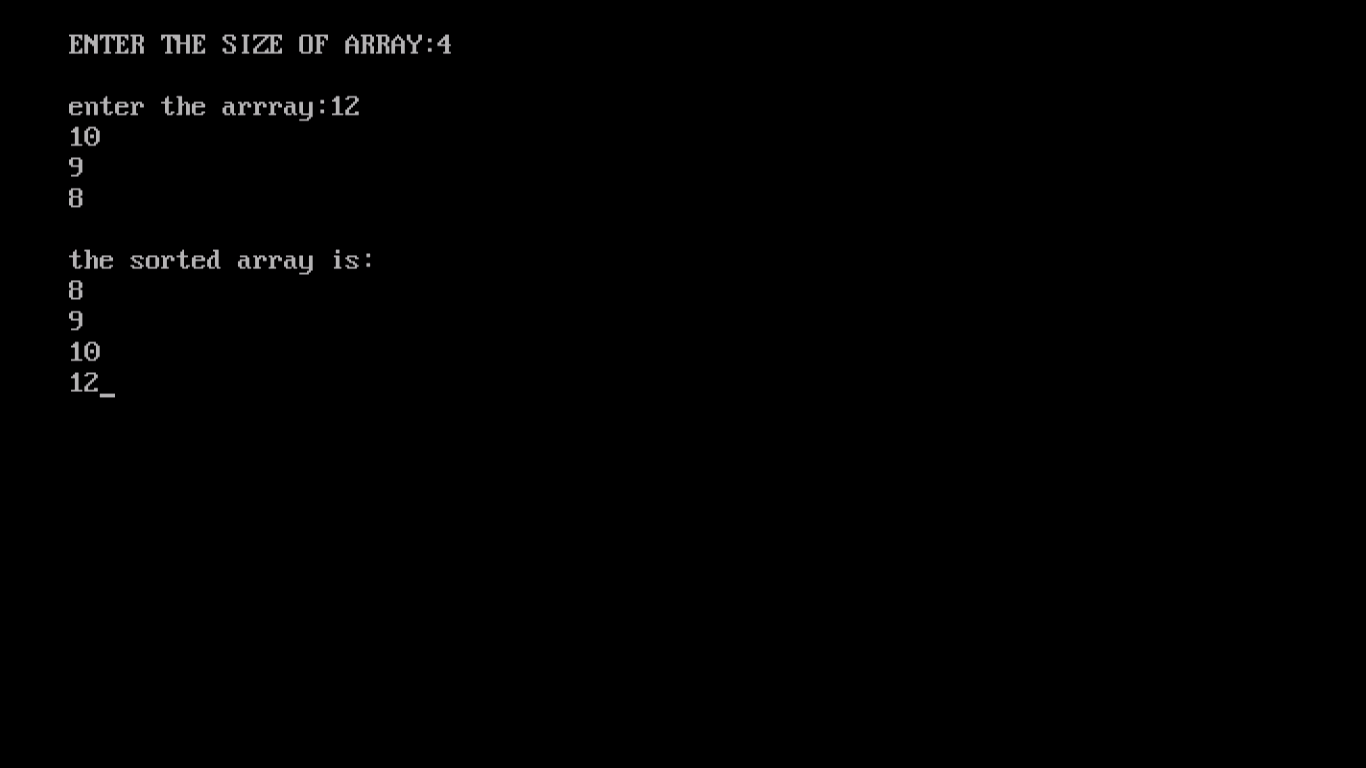 ENTER THE SIZE OF ARRAY:4
enter the arrray:12
10
9
8
the sorted array is:
8
9
10
12_